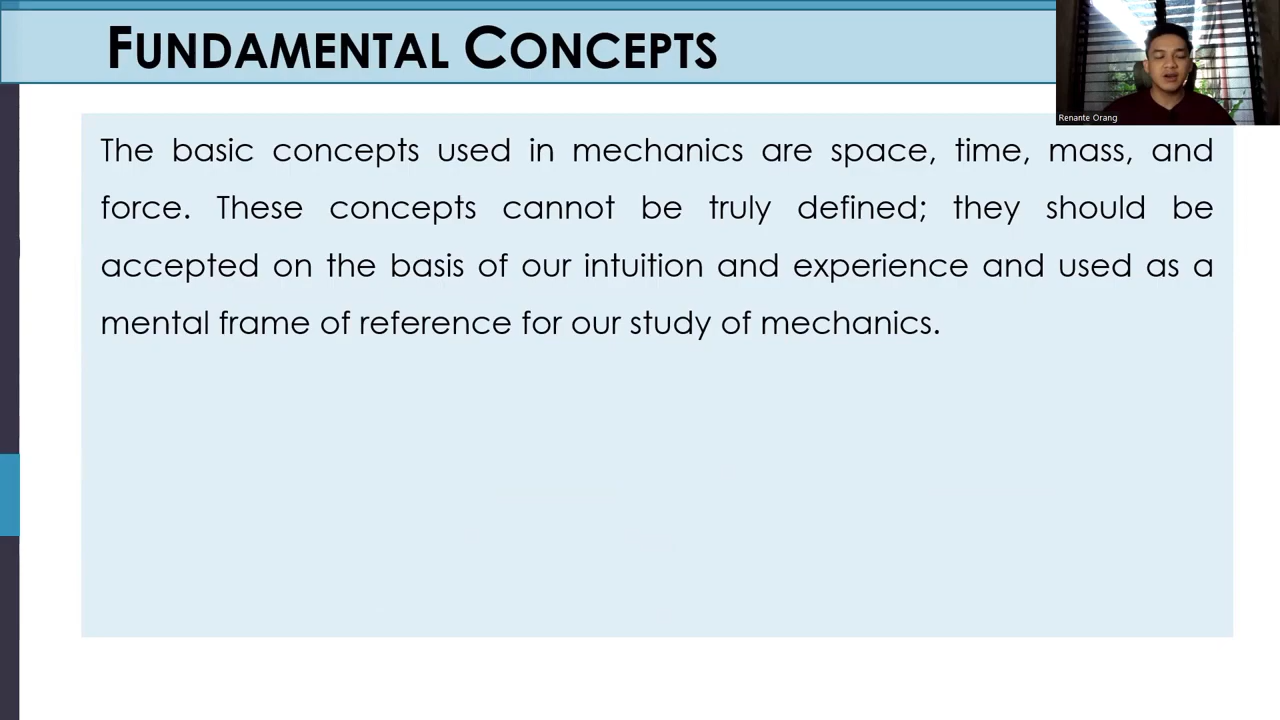 FUNDAMENTAL CONCEPTS
Renante Orang
The basic concepts used in mechanics are space, time, mass, and
force. These concepts cannot be truly defined; they should be
accepted on the basis of our intuition and experience and used as a
mental frame of reference for our study of mechanics.